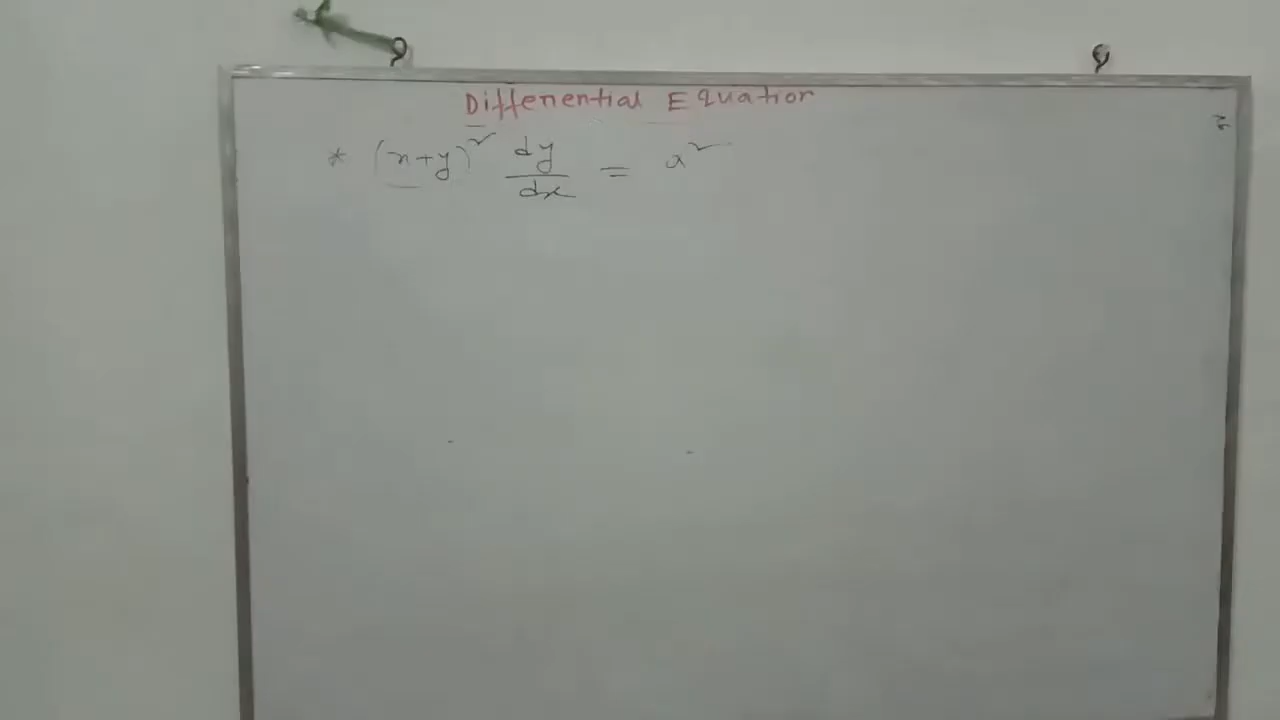 Differential Equation
* (x+y)² dy/dx = a²